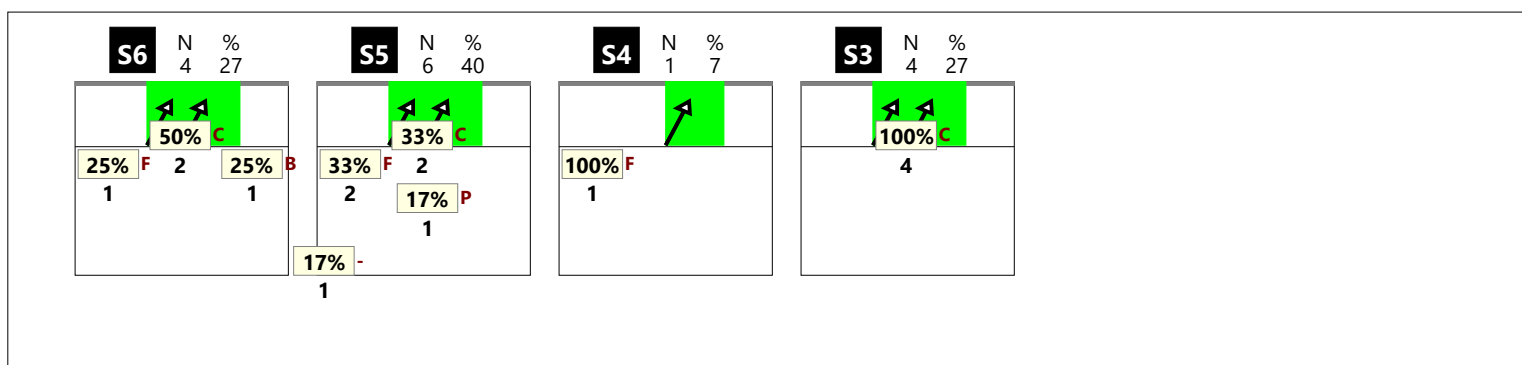 S6 N % S5 N % S4 N % S3 N %
4 27 6 40 1 7 4 27
50% C 33% C 100% C
25% F 2 25% B 33% F 2 100% F 4
1 1 2 17% P 1
1
17% -
1